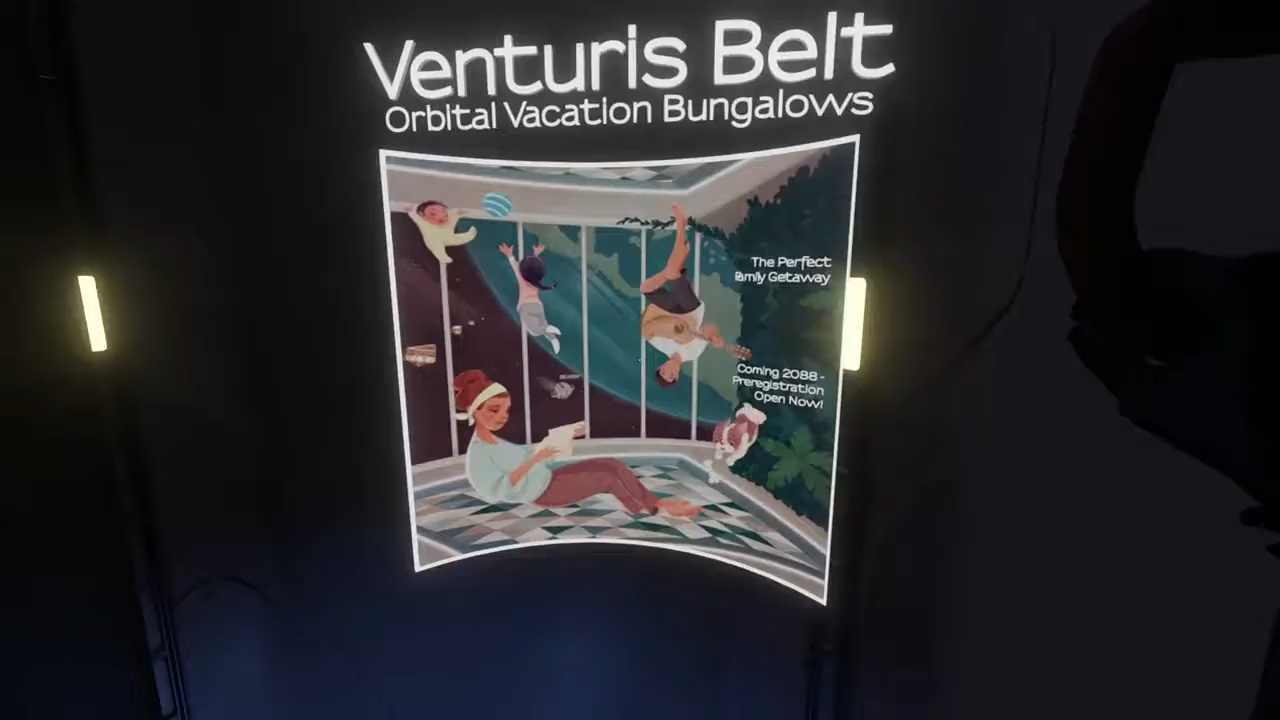 Venturis Belt
Orbital Vacation Bungalows
The Perfect
Family Getaway
Coming 2088 -
Preregistration
Open Now!